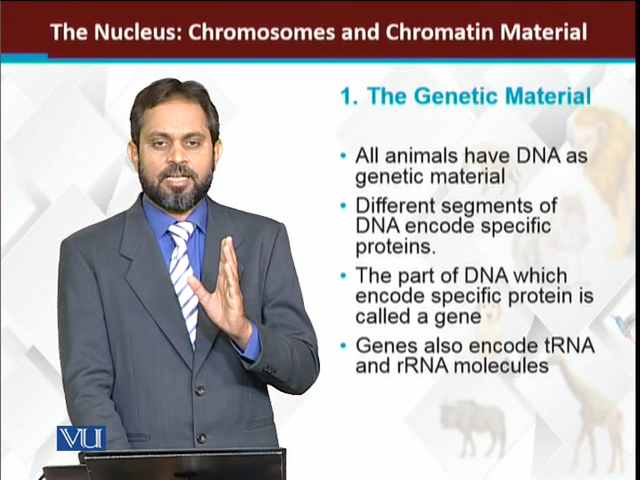 The Nucleus: Chromosomes and Chromatin Material
1. The Genetic Material
• All animals have DNA as
genetic material
• Different segments of
DNA encode specific
proteins.
• The part of DNA which
encode specific protein is
called a gene
• Genes also encode tRNA
and rRNA molecules
VU